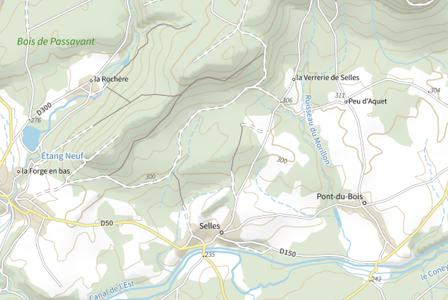 Bois de Passavant
la Rochère
D300
276
Étang Neuf
la Forge en bas
la Verrerie de Selles
306
311
Peu d'Aquet
304
Ruisseau du Morillon
300
300
Pont-du-Bois
D50
Selles
235
D150
243
Canal de l'Est
le Coney